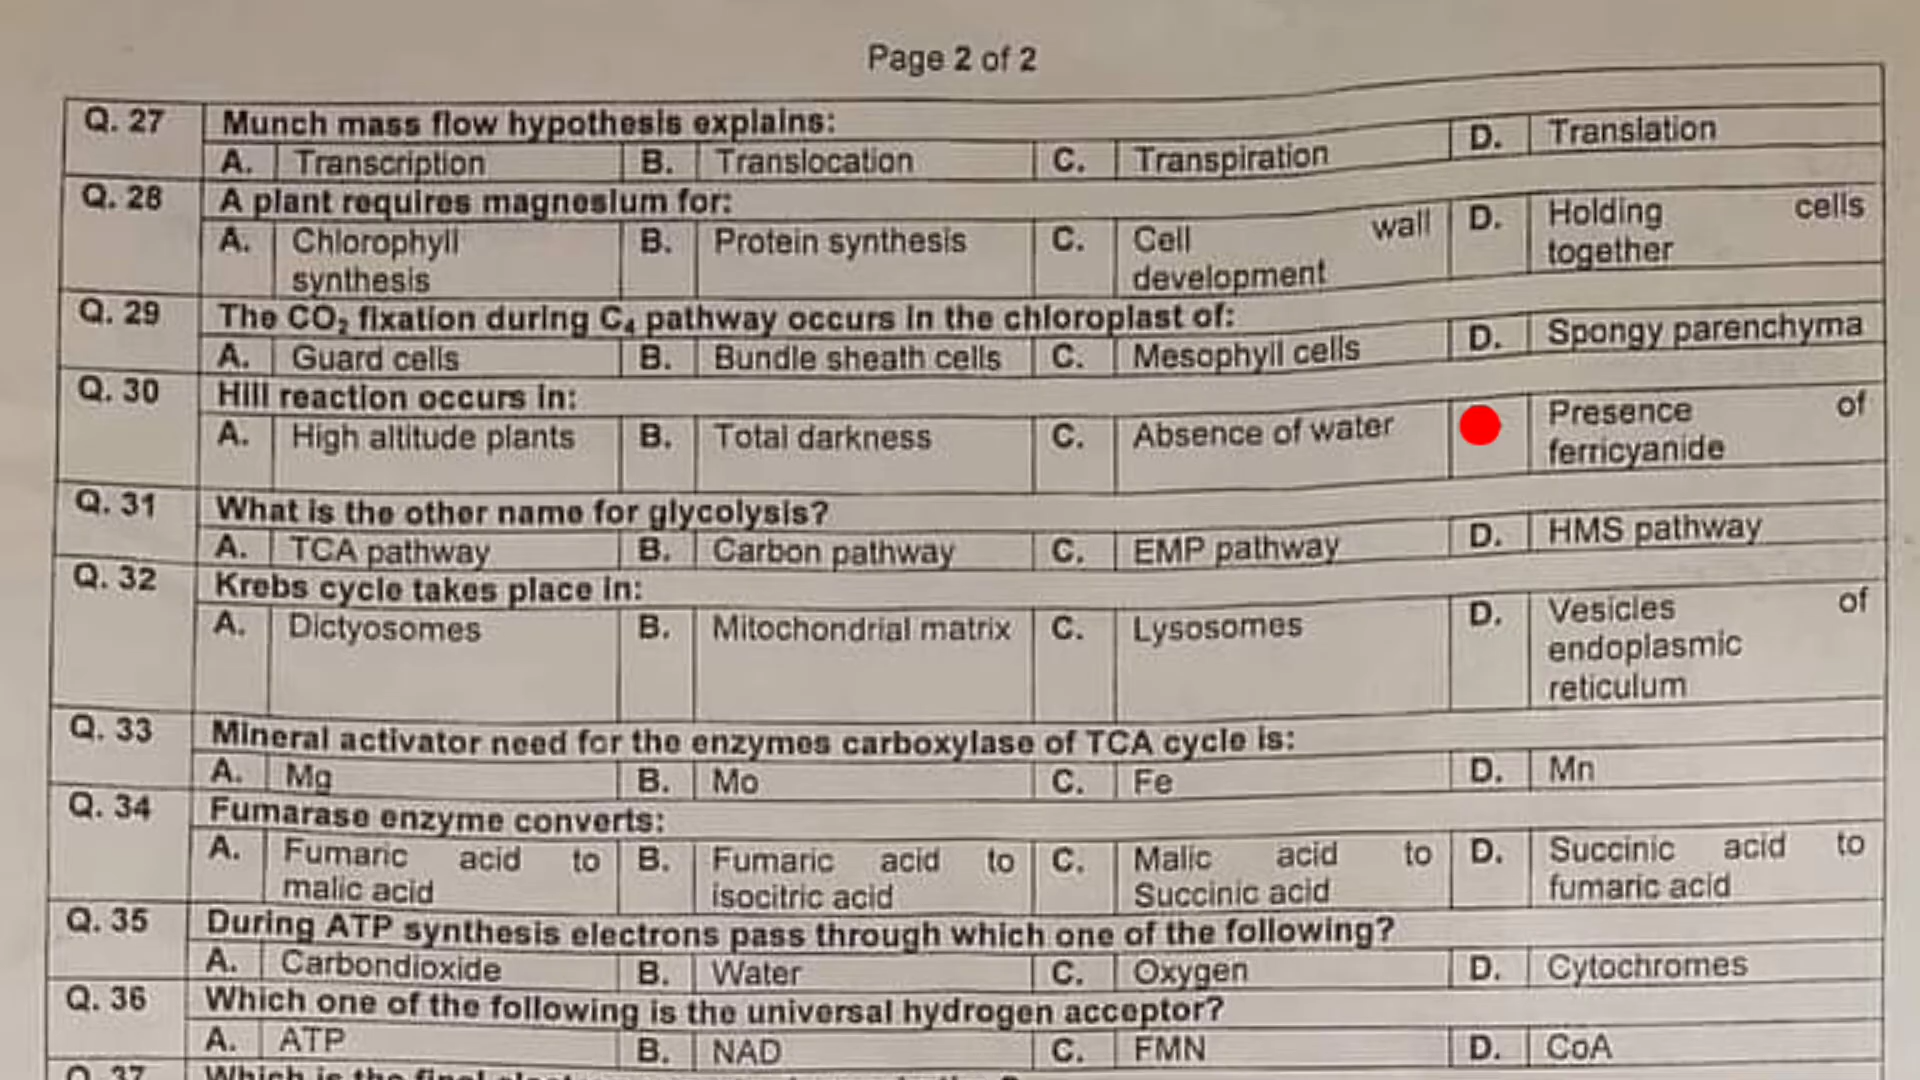 Page 2 of 2
Q. 27 Munch mass flow hypothesis explains:
A. Transcription B. Translocation C. Transpiration D. Translation
Q. 28 A plant requires magnesium for:
A. Chlorophyll synthesis B. Protein synthesis C. Cell wall development D. Holding cells together
Q. 29 The CO₂ fixation during C₄ pathway occurs in the chloroplast of:
A. Guard cells B. Bundle sheath cells C. Mesophyll cells D. Spongy parenchyma
Q. 30 Hill reaction occurs in:
A. High altitude plants B. Total darkness C. Absence of water Presence of ferricyanide
Q. 31 What is the other name for glycolysis?
A. TCA pathway B. Carbon pathway C. EMP pathway D. HMS pathway
Q. 32 Krebs cycle takes place in:
A. Dictyosomes B. Mitochondrial matrix C. Lysosomes D. Vesicles of endoplasmic reticulum
Q. 33 Mineral activator need for the enzymes carboxylase of TCA cycle is:
A. Mg B. Mo C. Fe D. Mn
Q. 34 Fumarase enzyme converts:
A. Fumaric acid to malic acid B. Fumaric acid to isocitric acid C. Malic acid to Succinic acid D. Succinic acid to fumaric acid
Q. 35 During ATP synthesis electrons pass through which one of the following?
A. Carbondioxide B. Water C. Oxygen D. Cytochromes
Q. 36 Which one of the following is the universal hydrogen acceptor?
A. ATP B. NAD C. FMN D. CoA
Q. 37 Which is the final